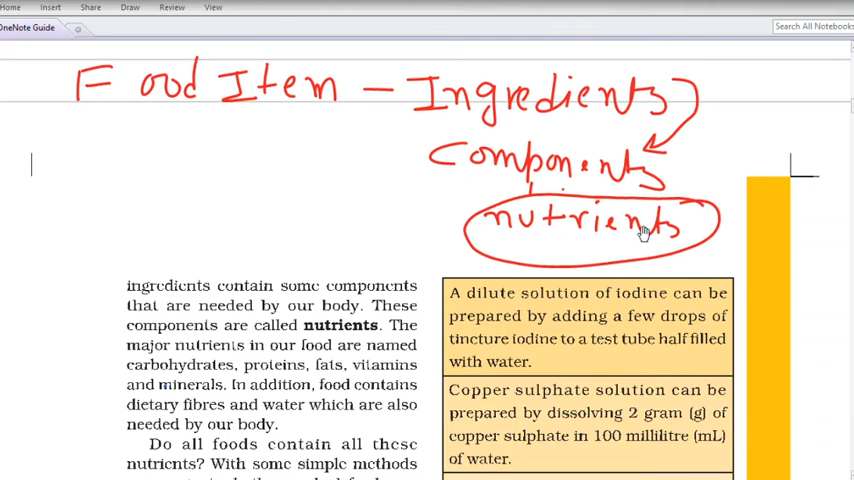 Home Insert Share Draw Review View
OneNote Guide
Search All Notebooks
Food Item - Ingredients
components
nutrients
ingredients contain some components
that are needed by our body. These
components are called nutrients. The
major nutrients in our food are named
carbohydrates, proteins, fats, vitamins
and minerals. In addition, food contains
dietary fibres and water which are also
needed by our body.
Do all foods contain all these
nutrients? With some simple methods
A dilute solution of iodine can be
prepared by adding a few drops of
tincture iodine to a test tube half filled
with water.
Copper sulphate solution can be
prepared by dissolving 2 gram (g) of
copper sulphate in 100 millilitre (mL)
of water.